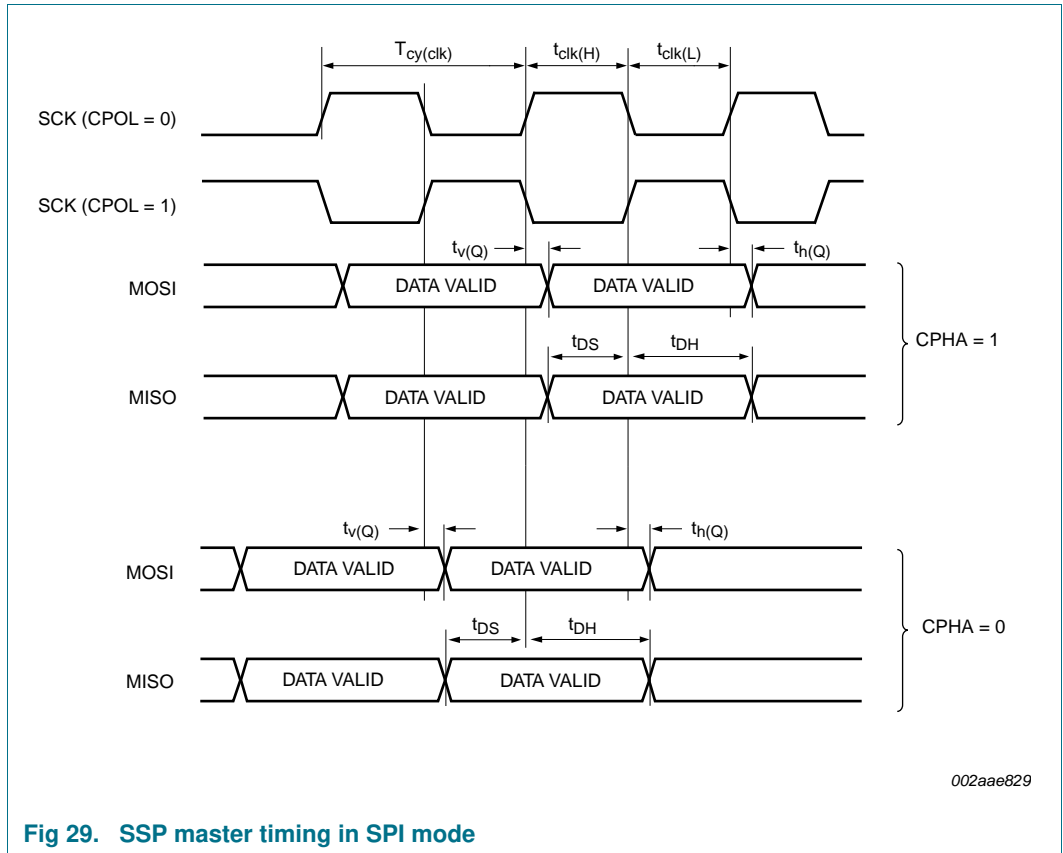 Tcy(clk) tclk(H) tclk(L)
SCK (CPOL = 0)
SCK (CPOL = 1)
tv(Q) th(Q)
MOSI DATA VALID DATA VALID
CPHA = 1
tDS tDH
MISO DATA VALID DATA VALID
tv(Q) th(Q)
MOSI DATA VALID DATA VALID
CPHA = 0
tDS tDH
MISO DATA VALID DATA VALID
002aae829
Fig 29. SSP master timing in SPI mode